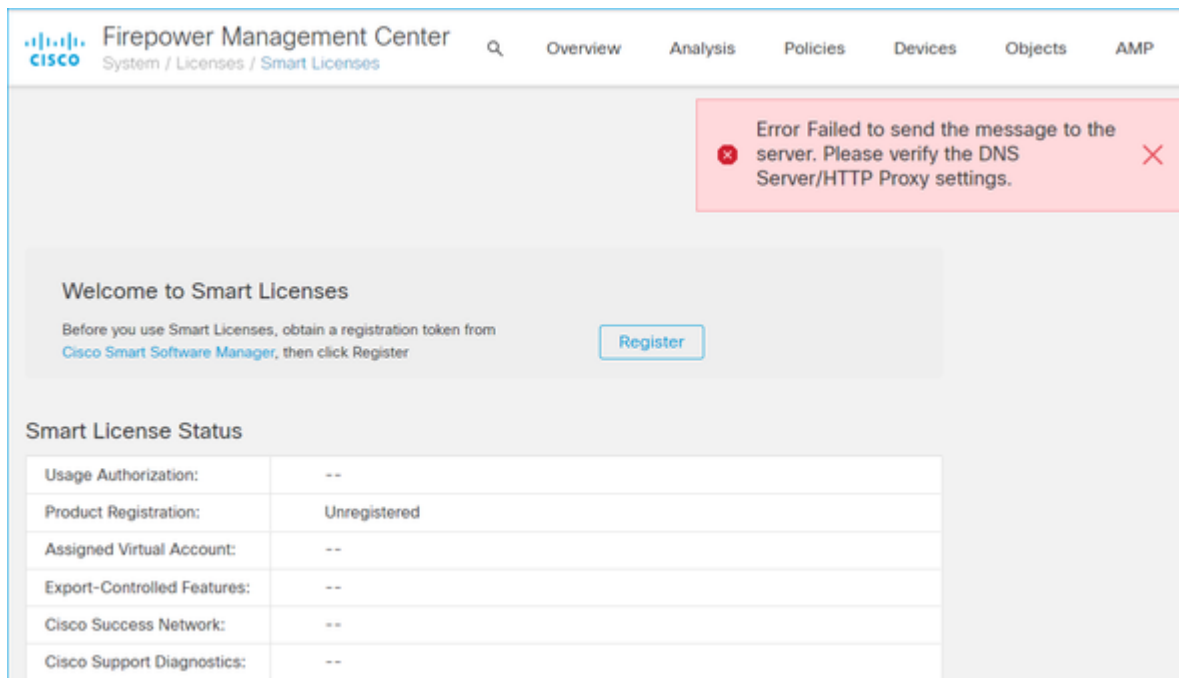 CISCO
Firepower Management Center
System / Licenses / Smart Licenses
Overview Analysis Policies Devices Objects AMP
Error Failed to send the message to the
server. Please verify the DNS
Server/HTTP Proxy settings.
Welcome to Smart Licenses
Before you use Smart Licenses, obtain a registration token from
Cisco Smart Software Manager, then click Register
Register
Smart License Status
Usage Authorization: --
Product Registration: Unregistered
Assigned Virtual Account: --
Export-Controlled Features: --
Cisco Success Network: --
Cisco Support Diagnostics: --